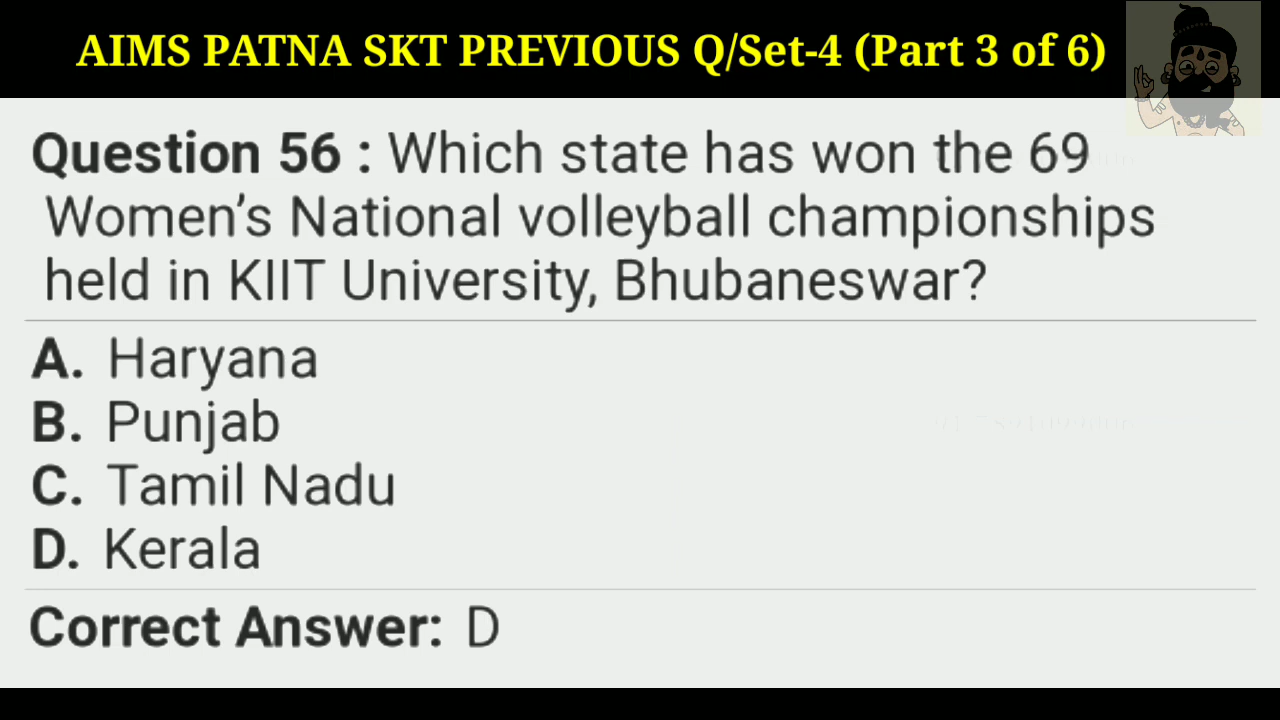 AIMS PATNA SKT PREVIOUS Q/Set-4 (Part 3 of 6)
Question 56 : Which state has won the 69
Women’s National volleyball championships
held in KIIT University, Bhubaneswar?
A. Haryana
B. Punjab
C. Tamil Nadu
D. Kerala
Correct Answer: D